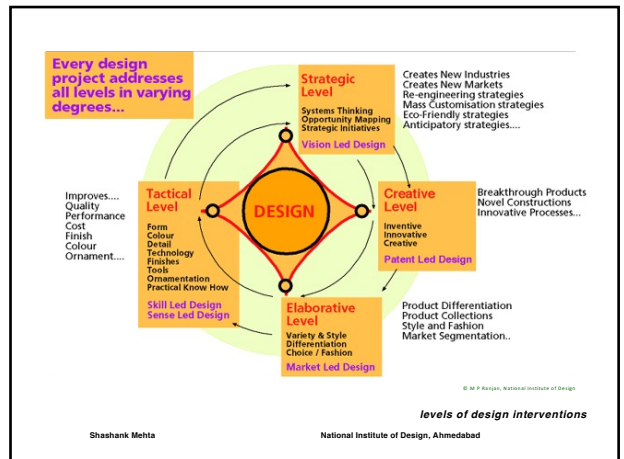 Every design
project addresses
all levels in varying
degrees...
Strategic
Level
Systems Thinking
Opportunity Mapping
Strategic Initiatives
Vision Led Design
Creates New Industries
Creates New Markets
Re-engineering strategies
Mass Customisation strategies
Eco-Friendly strategies
Anticipatory strategies....
Improves....
Quality
Performance
Cost
Finish
Colour
Ornament....
Tactical
Level
Form
Colour
Detail
Technology
Finishes
Tools
Ornamentation
Practical Know How
Skill Led Design
Sense Led Design
DESIGN
Creative
Level
Inventive
Innovative
Creative
Patent Led Design
Breakthrough Products
Novel Constructions
Innovative Processes...
Elaborative
Level
Variety & Style
Differentiation
Choice / Fashion
Market Led Design
Product Differentiation
Product Collections
Style and Fashion
Market Segmentation..
© M P Ranjan, National Institute of Design
levels of design interventions
Shashank Mehta
National Institute of Design, Ahmedabad